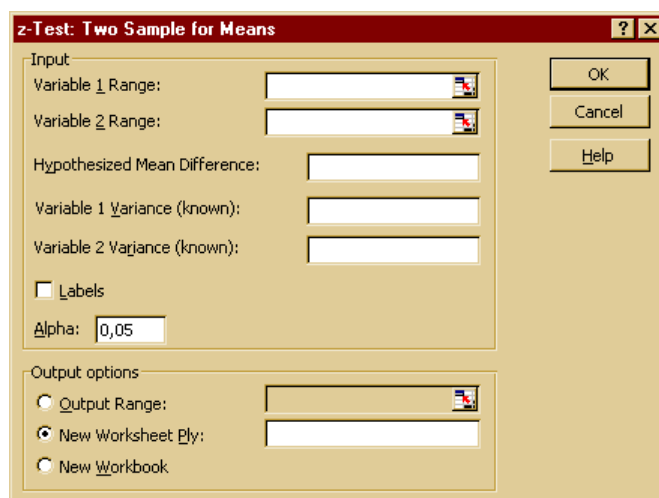 z-Test: Two Sample for Means
Input
Variable 1 Range:
Variable 2 Range:
Hypothesized Mean Difference:
Variable 1 Variance (known):
Variable 2 Variance (known):
Labels
Alpha: 0,05
OK
Cancel
Help
Output options
Output Range:
New Worksheet Ply:
New Workbook